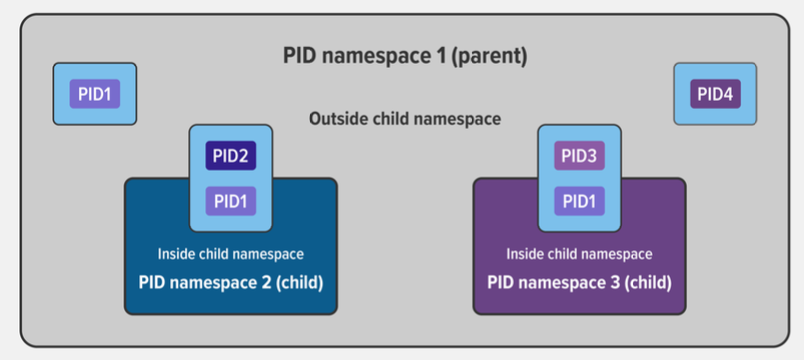 PID namespace 1 (parent)
PID1
PID4
Outside child namespace
PID2
PID1
Inside child namespace
PID namespace 2 (child)
PID3
PID1
Inside child namespace
PID namespace 3 (child)